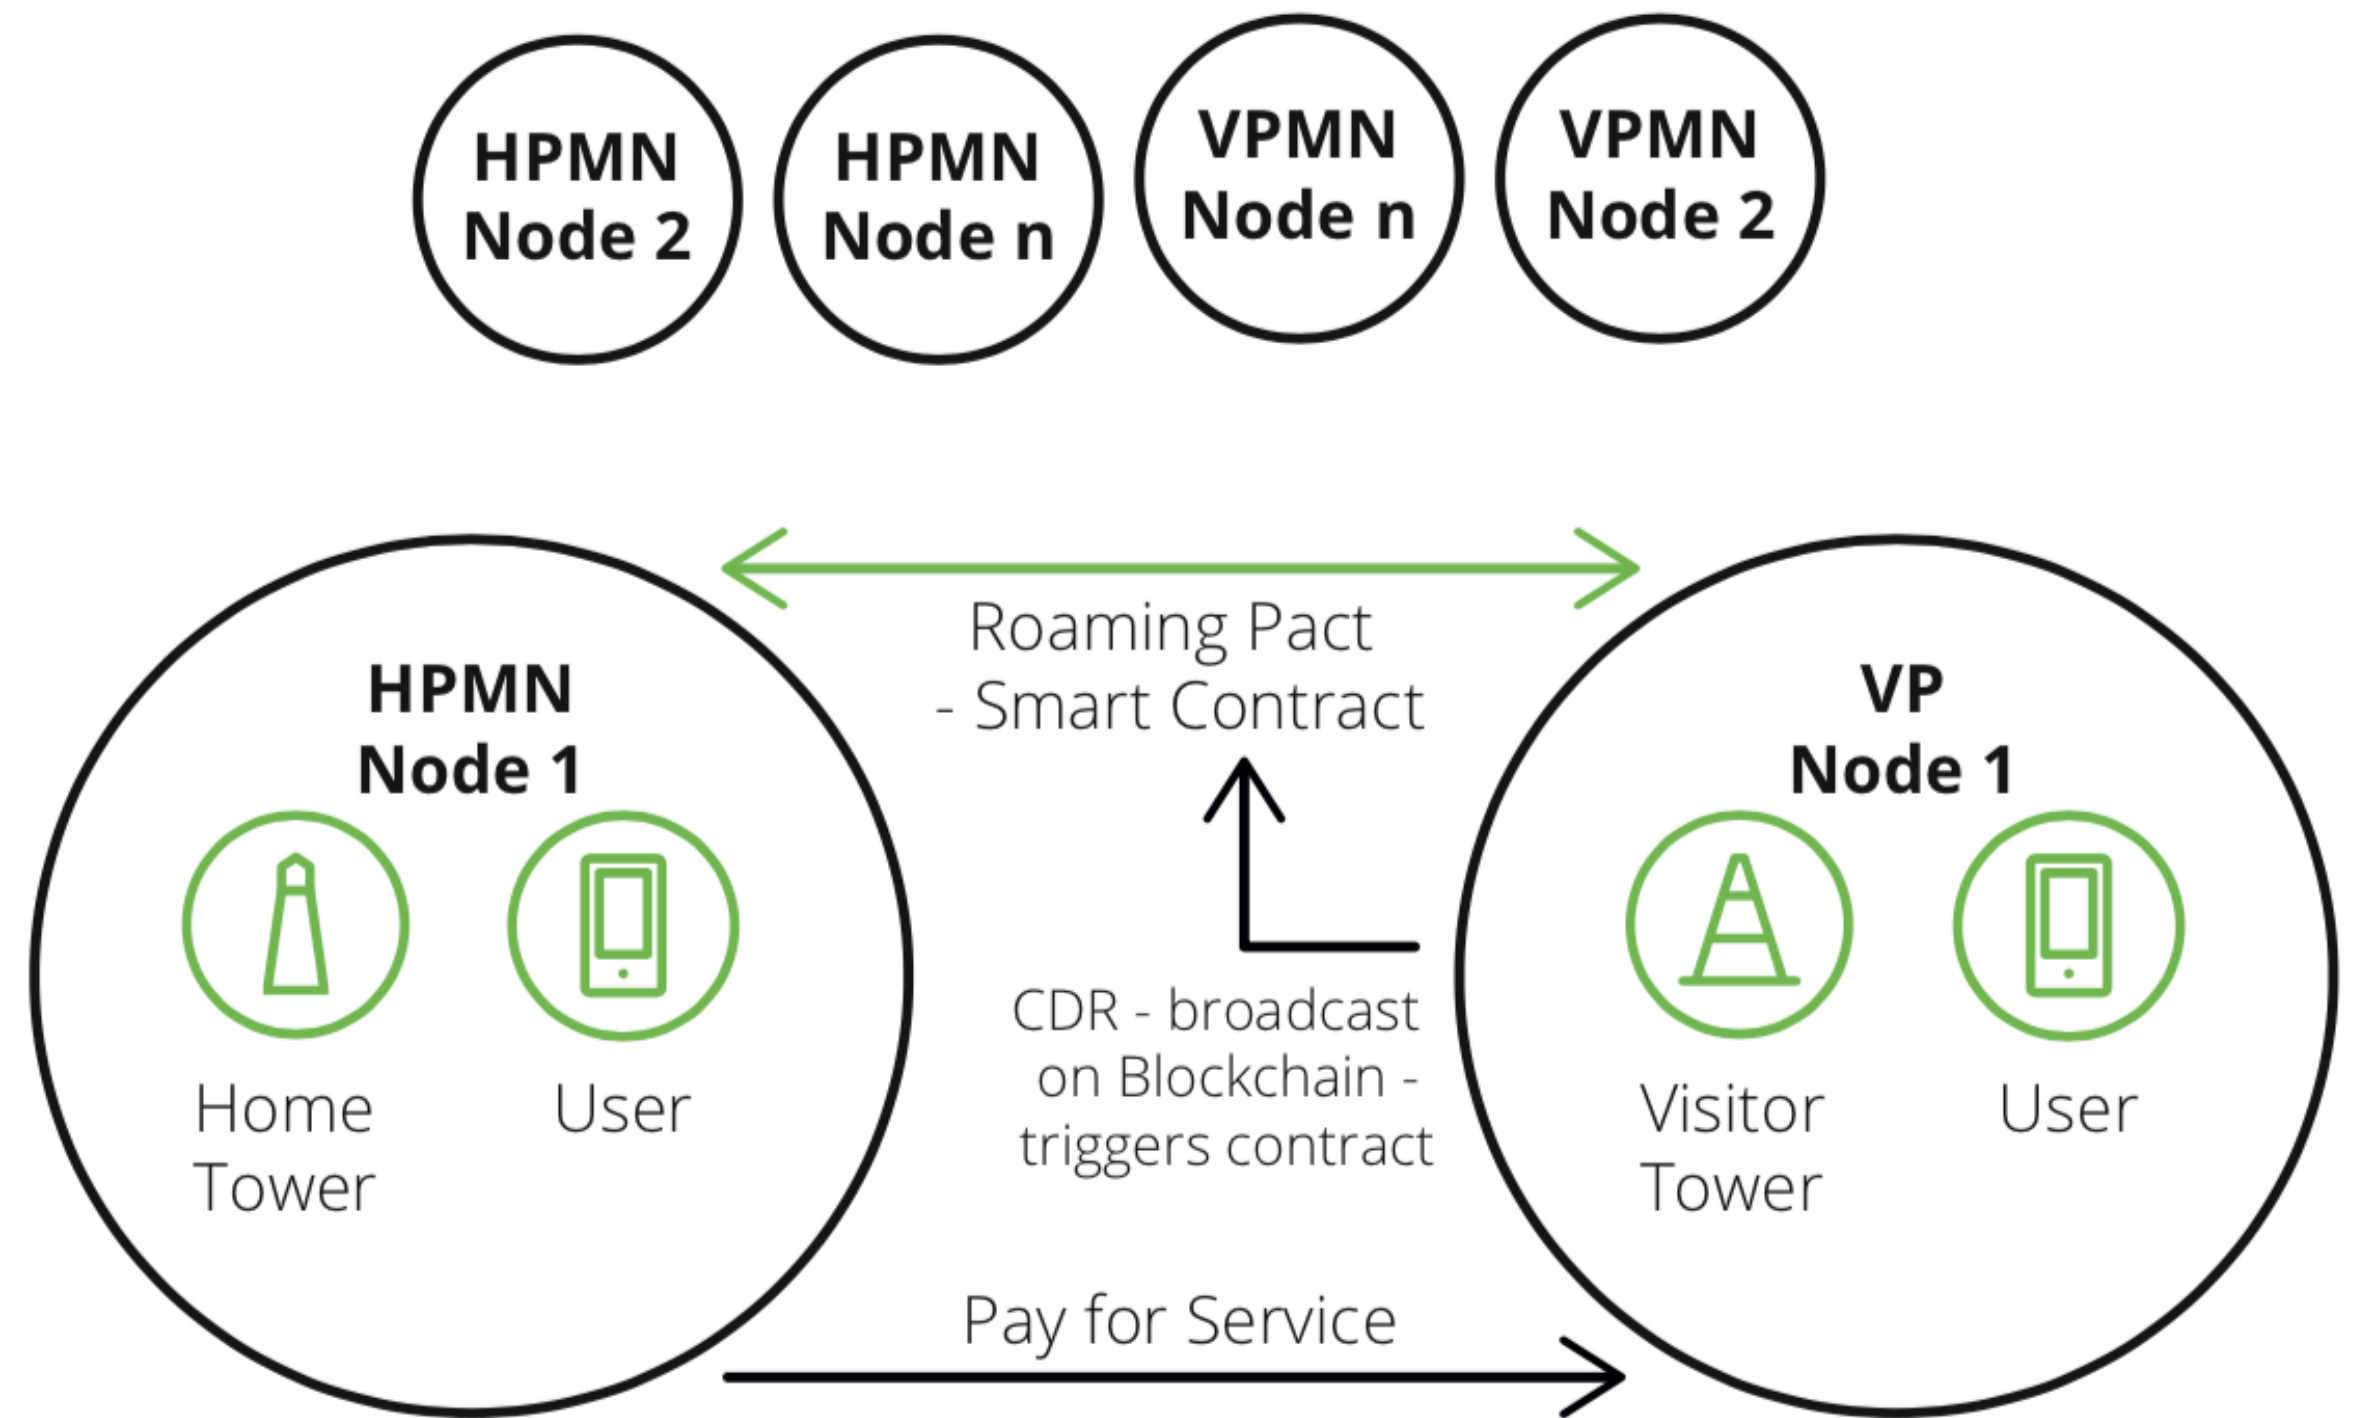 HPMN
Node 2
HPMN
Node n
VPMN
Node n
VPMN
Node 2
Roaming Pact
- Smart Contract
HPMN
Node 1
Home
Tower
User
CDR - broadcast
on Blockchain -
triggers contract
VP
Node 1
Visitor
Tower
User
Pay for Service